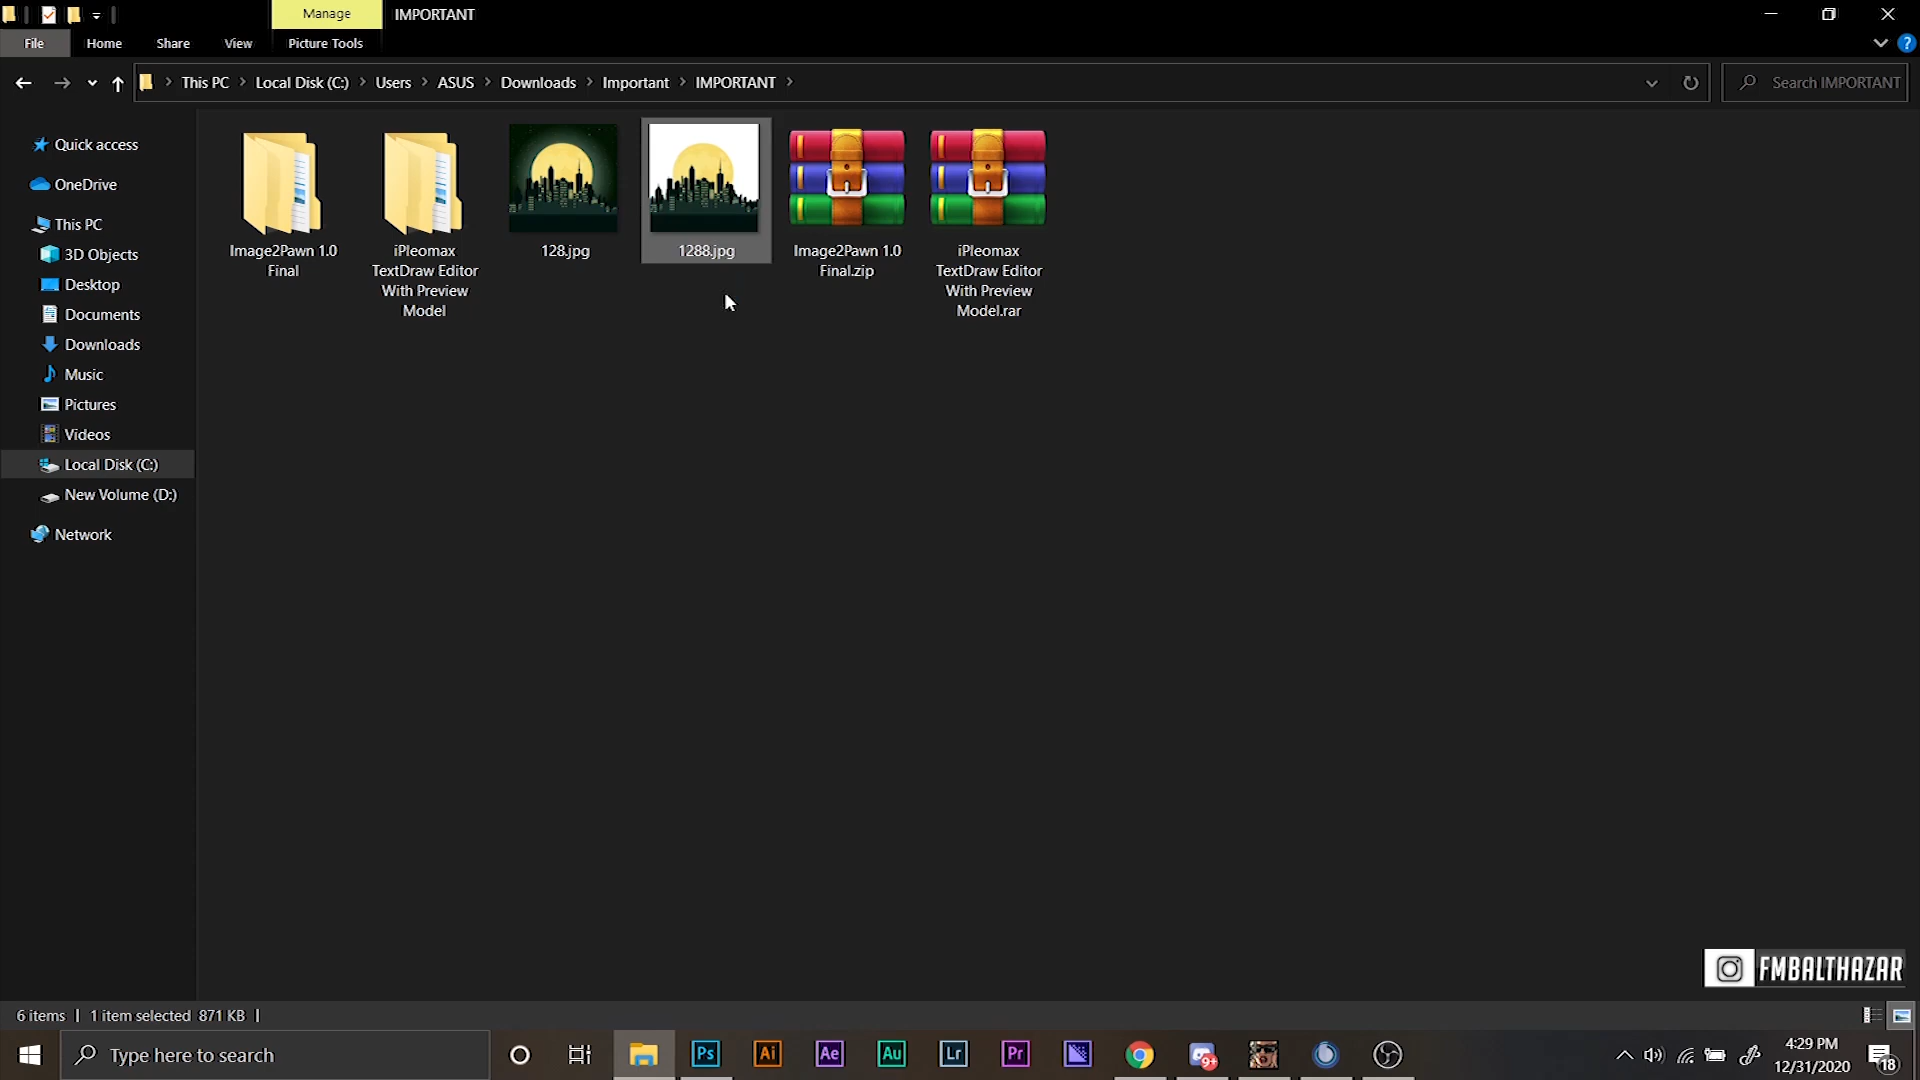 Manage
IMPORTANT
File
Home
Share
View
Picture Tools
This PC
Local Disk (C:)
Users
ASUS
Downloads
Important
IMPORTANT
Search IMPORTANT
Quick access
OneDrive
This PC
3D Objects
Desktop
Documents
Downloads
Music
Pictures
Videos
Local Disk (C:)
New Volume (D:)
Network
Image2Pawn 1.0
Final
iPleomax
TextDraw Editor
With Preview
Model
128.jpg
1288.jpg
Image2Pawn 1.0
Final.zip
iPleomax
TextDraw Editor
With Preview
Model.rar
FMBALTHAZAR
6 items
1 item selected 871 KB
Type here to search
Ps
Ai
Ae
Au
Lr
Pr
9+
4:29 PM
12/31/2020
18